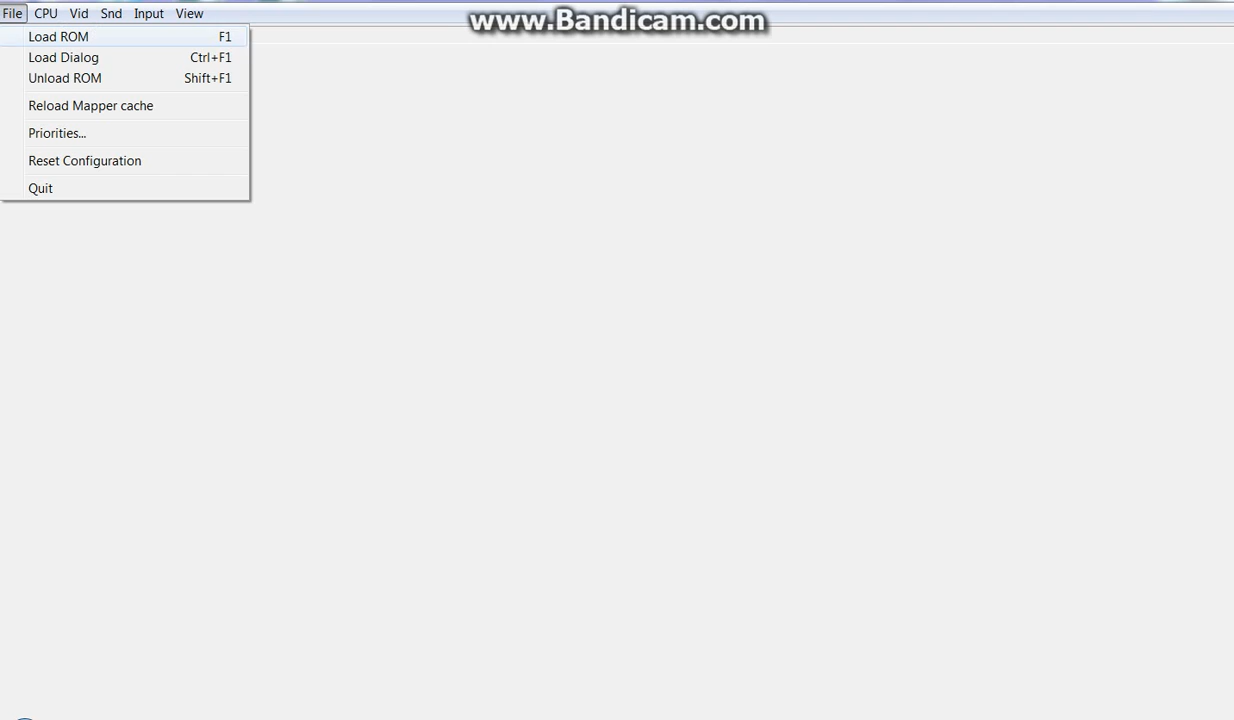 File CPU Vid Snd Input View
www.Bandicam.com
Load ROM F1
Load Dialog Ctrl+F1
Unload ROM Shift+F1
Reload Mapper cache
Priorities...
Reset Configuration
Quit